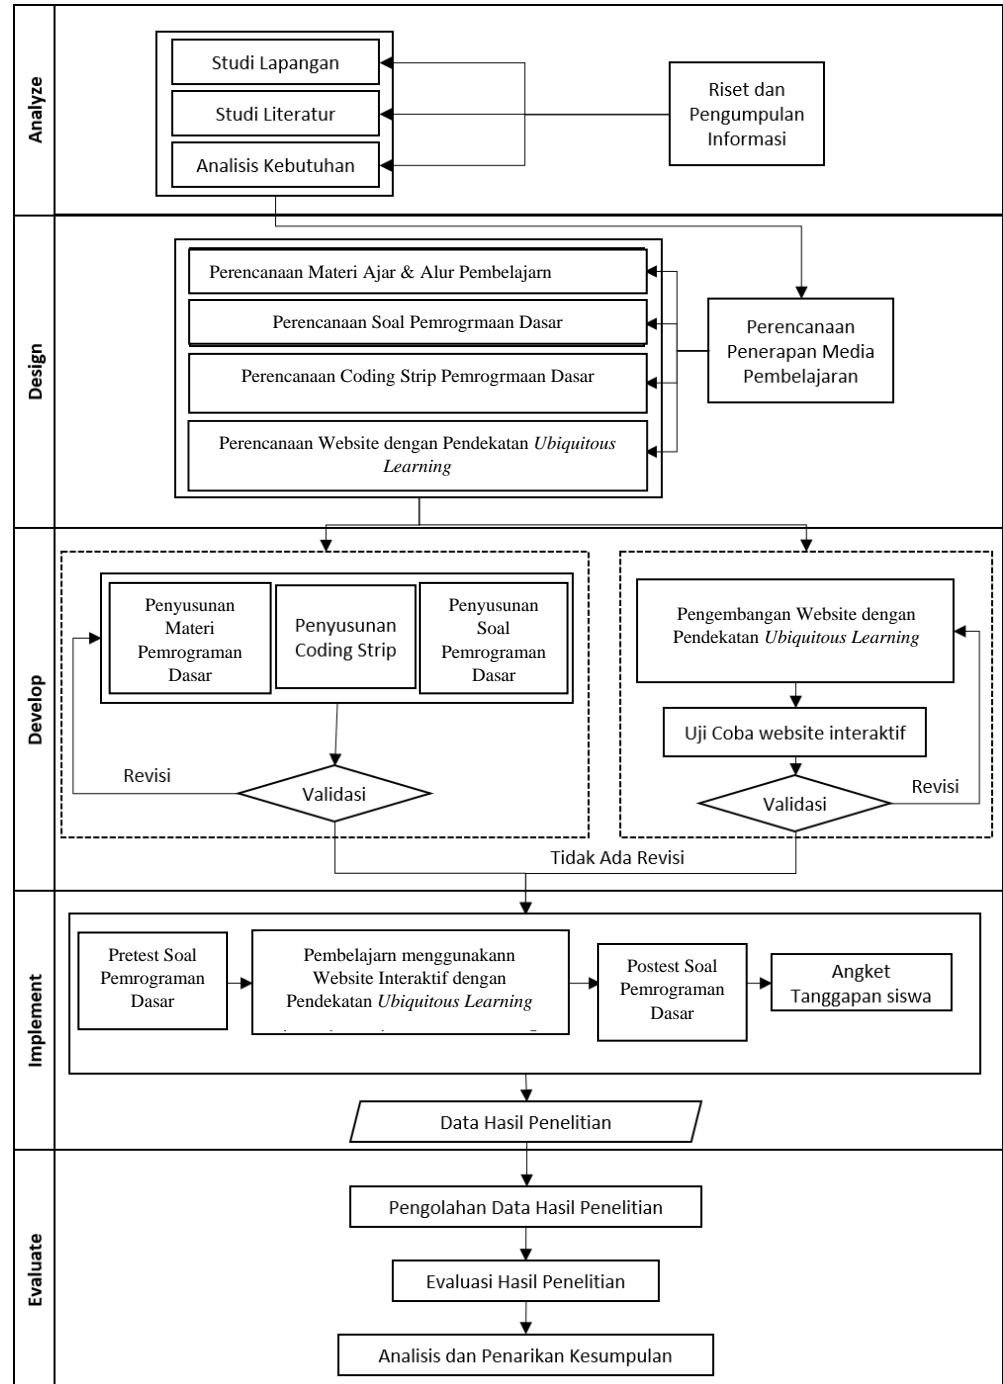 Analyze
Studi Lapangan
Studi Literatur
Analisis Kebutuhan
Riset dan
Pengumpulan
Informasi
Design
Perencanaan Materi Ajar & Alur Pembelajarn
Perencanaan Soal Pemrogrmaan Dasar
Perencanaan Coding Strip Pemrogrmaan Dasar
Perencanaan Website dengan Pendekatan Ubiquitous
Learning
Perencanaan
Penerapan Media
Pembelajaran
Develop
Penyusunan
Materi
Pemrograman
Dasar
Penyusunan
Coding Strip
Penyusunan
Soal
Pemrograman
Dasar
Revisi
Validasi
Pengembangan Website dengan
Pendekatan Ubiquitous Learning
Uji Coba website interaktif
Validasi
Revisi
Tidak Ada Revisi
Implement
Pretest Soal
Pemrograman
Dasar
Pembelajarn menggunakann
Website Interaktif dengan
Pendekatan Ubiquitous Learning
Postest Soal
Pemrograman
Dasar
Angket
Tanggapan siswa
Data Hasil Penelitian
Evaluate
Pengolahan Data Hasil Penelitian
Evaluasi Hasil Penelitian
Analisis dan Penarikan Kesumpulan